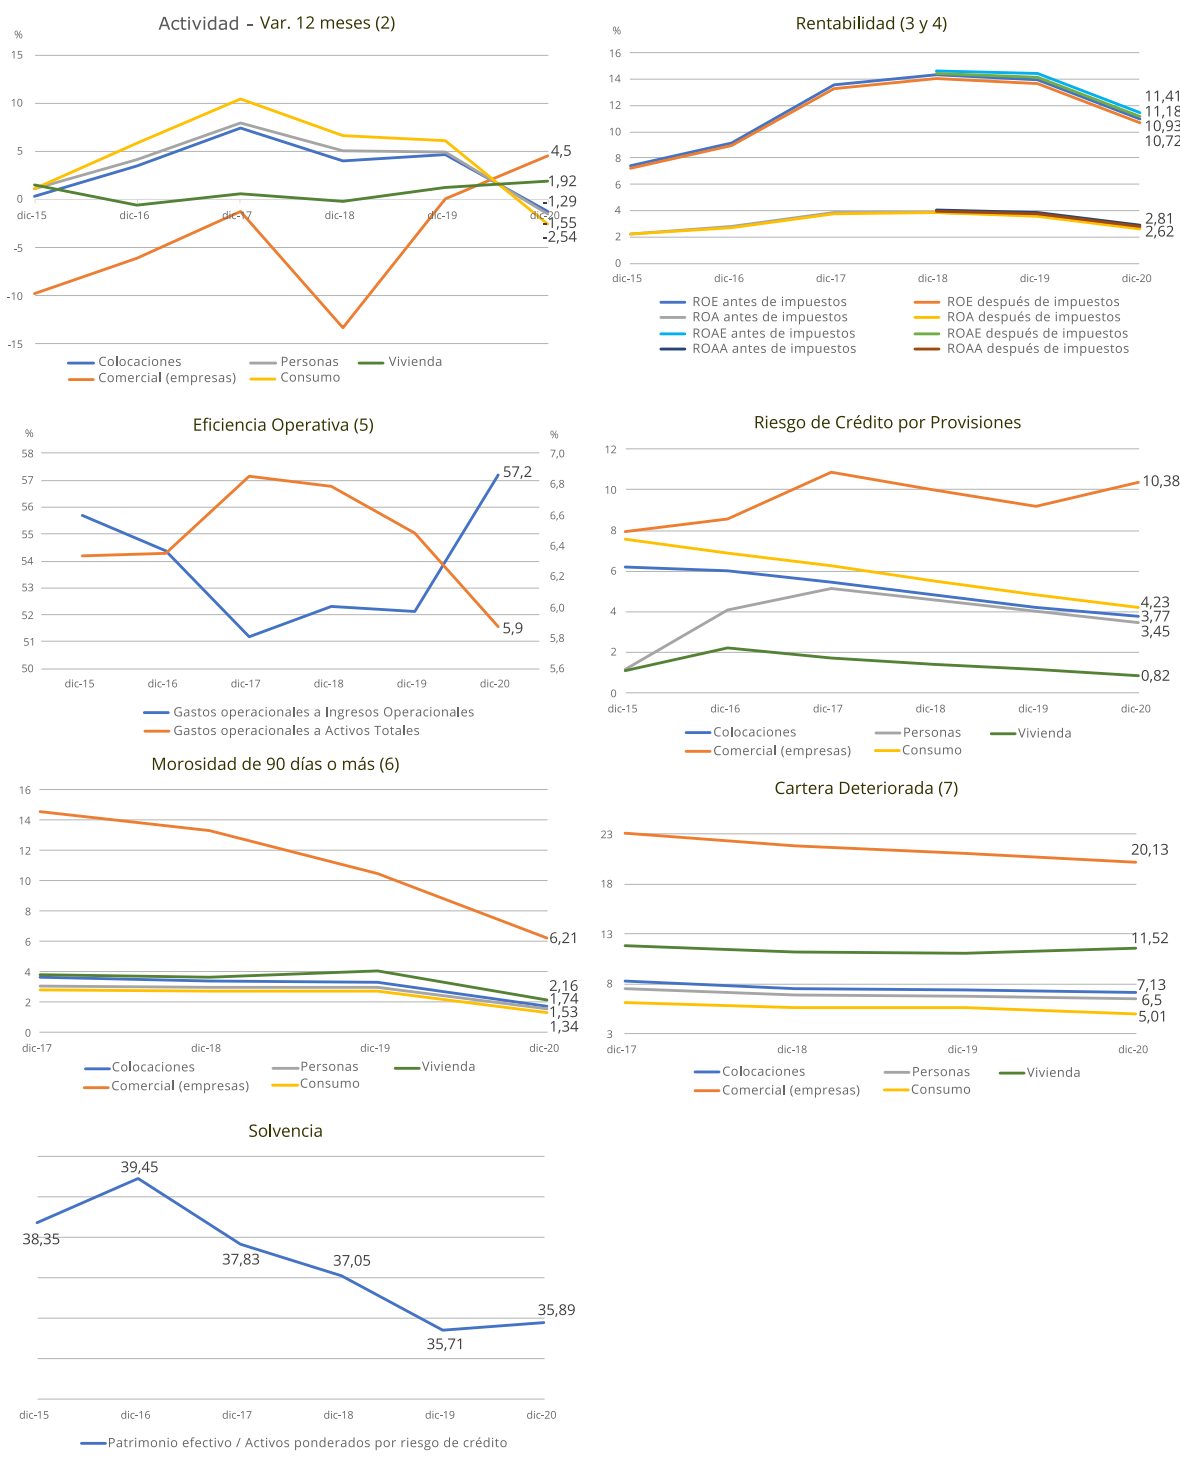 Actividad - Var. 12 meses (2)
%
15
10
5
0
-5
-10
-15
4,5
1,92
-1,29
-1,55
-2,54
dic-15
dic-16
dic-17
dic-18
dic-19
dic-20
Colocaciones
Personas
Vivienda
Comercial (empresas)
Consumo
Rentabilidad (3 y 4)
%
16
14
12
10
8
6
4
2
0
11,41
11,18
10,93
10,72
2,81
2,62
dic-15
dic-16
dic-17
dic-18
dic-19
dic-20
ROE antes de impuestos
ROE después de impuestos
ROA antes de impuestos
ROA después de impuestos
ROAE antes de impuestos
ROAE después de impuestos
ROAA antes de impuestos
ROAA después de impuestos
Eficiencia Operativa (5)
%
%
58
57
56
55
54
53
52
51
50
7,0
6,8
6,6
6,4
6,2
6,0
5,8
5,6
57,2
5,9
dic-15
dic-16
dic-17
dic-18
dic-19
dic-20
Gastos operacionales a Ingresos Operacionales
Gastos operacionales a Activos Totales
Riesgo de Crédito por Provisiones
12
10
8
6
4
2
0
10,38
4,23
3,77
3,45
0,82
dic-15
dic-16
dic-17
dic-18
dic-19
dic-20
Colocaciones
Personas
Vivienda
Comercial (empresas)
Consumo
Morosidad de 90 días o más (6)
16
14
12
10
8
6
4
2
0
6,21
2,16
1,74
1,53
1,34
dic-17
dic-18
dic-19
dic-20
Colocaciones
Personas
Vivienda
Comercial (empresas)
Consumo
Cartera Deteriorada (7)
23
18
13
8
3
20,13
11,52
7,13
6,5
5,01
dic-17
dic-18
dic-19
dic-20
Colocaciones
Personas
Vivienda
Comercial (empresas)
Consumo
Solvencia
38,35
39,45
37,83
37,05
35,71
35,89
dic-15
dic-16
dic-17
dic-18
dic-19
dic-20
Patrimonio efectivo / Activos ponderados por riesgo de crédito